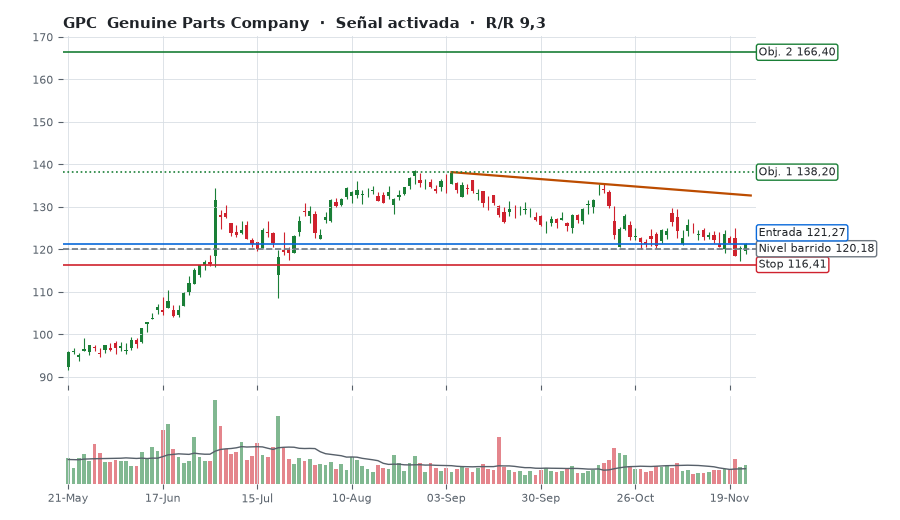 GPC Genuine Parts Company · Señal activada · R/R 9,3
170
160
150
140
130
120
110
100
90
Obj. 2 166,40
Obj. 1 138,20
Entrada 121,27
Nivel barrido 120,18
Stop 116,41
21-May
17-Jun
15-Jul
10-Aug
03-Sep
30-Sep
26-Oct
19-Nov